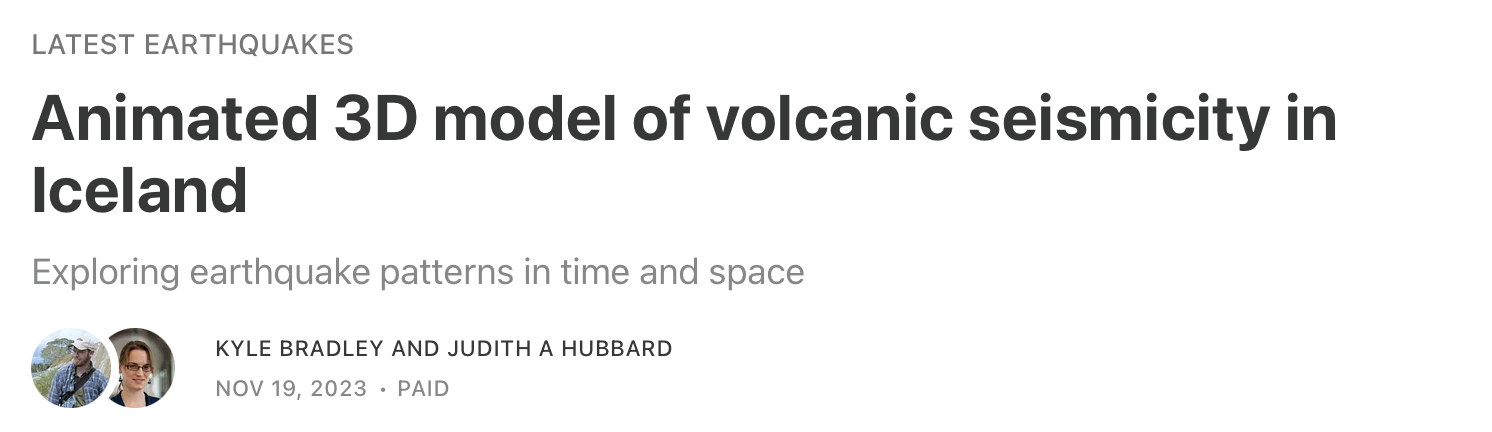 LATEST EARTHQUAKES
Animated 3D model of volcanic seismicity in
Iceland
Exploring earthquake patterns in time and space
KYLE BRADLEY AND JUDITH A HUBBARD
NOV 19, 2023 • PAID